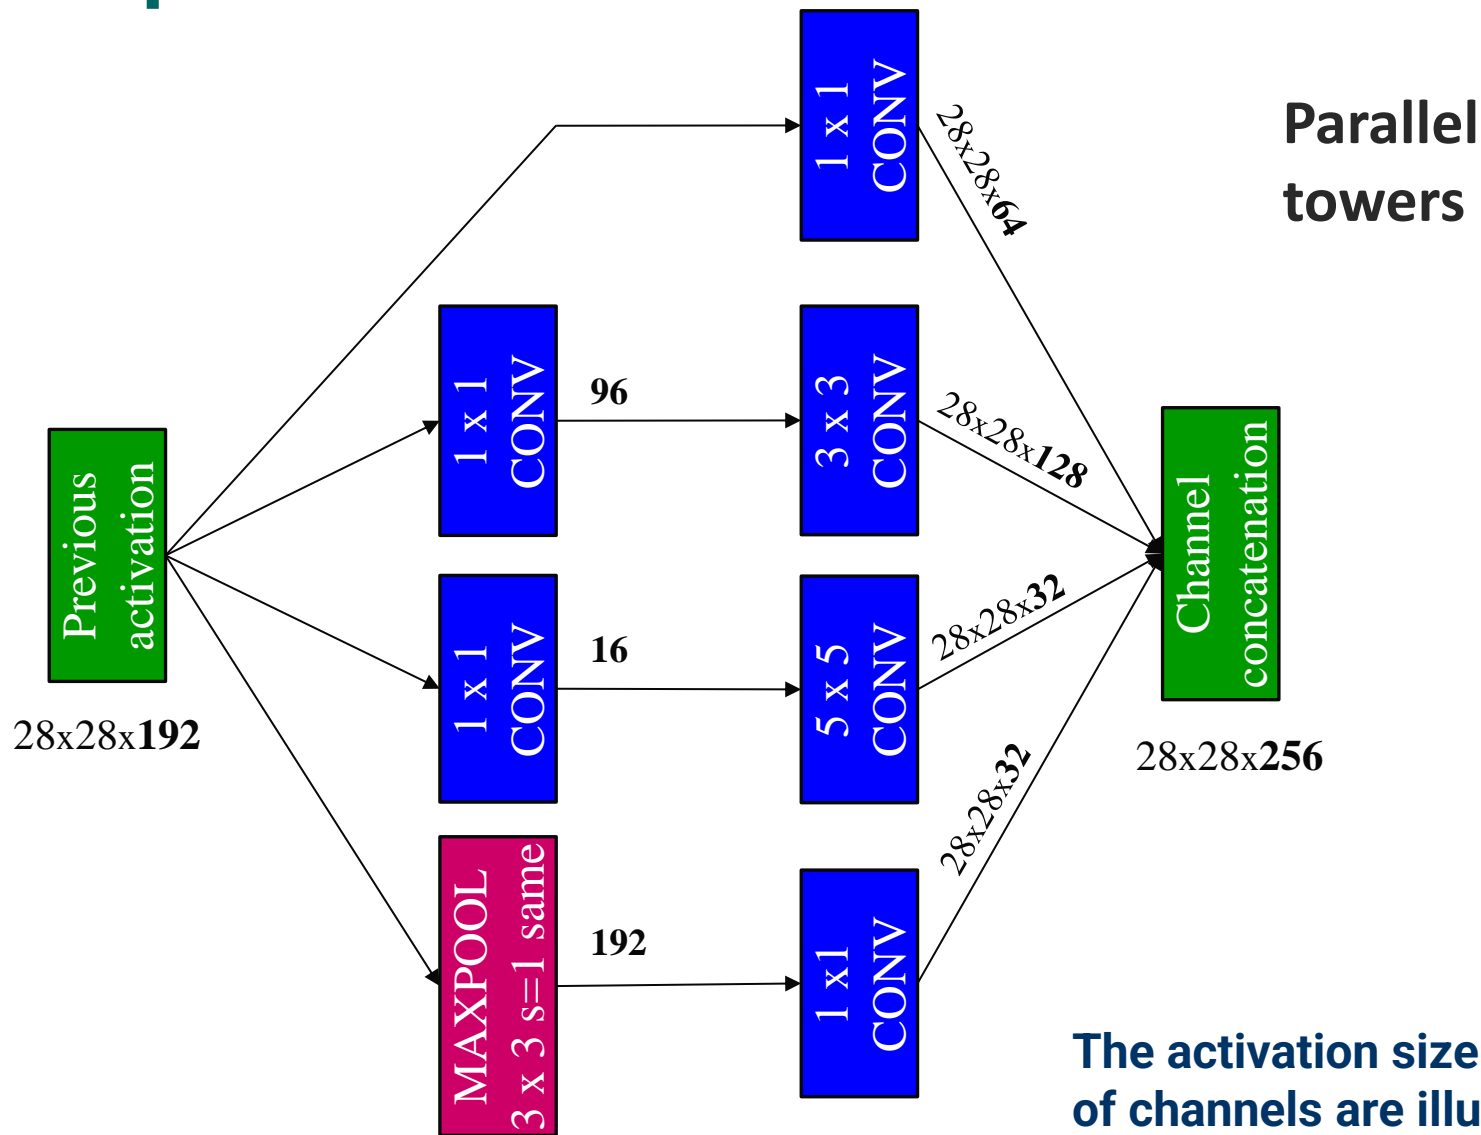 Parallel
towers
1 x 1
CONV
28x28x64
1 x 1
CONV
96
3 x 3
CONV
28x28x128
Previous
activation
28x28x192
1 x 1
CONV
16
5 x 5
CONV
28x28x32
Channel
concatenation
28x28x256
MAXPOOL
3 x 3 s=1 same
192
1 x1
CONV
28x28x32
The activation size
of channels are illu